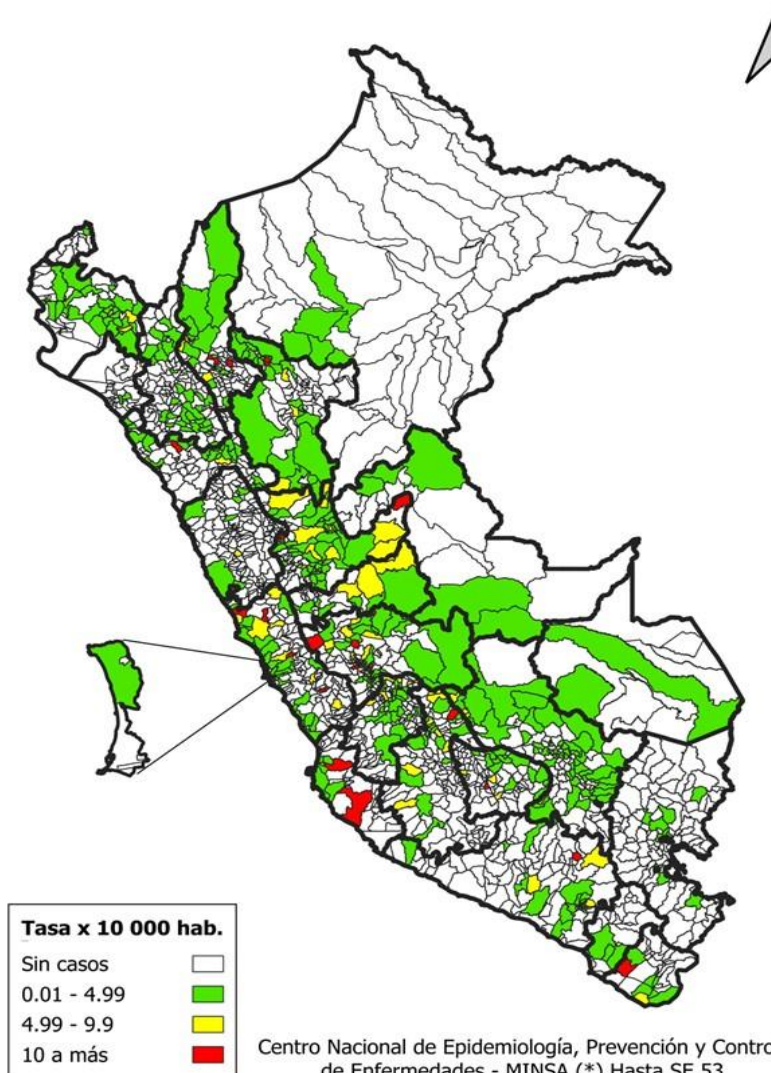 Tasa x 10 000 hab.
Sin casos
0.01 - 4.99
4.99 - 9.9
10 a más
Centro Nacional de Epidemiología, Prevención y Contro
de Enfermedades - MINSA (*) Hasta SE 53